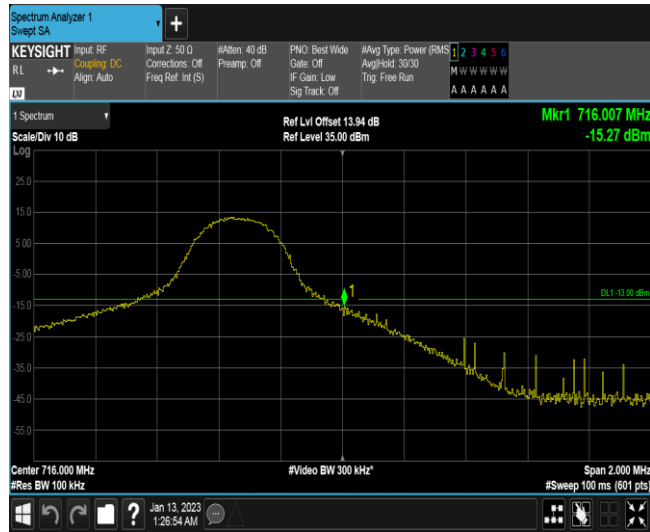 Spectrum Analyzer 1
Swept SA
+
KEYSIGHT
R L
LXI
Input: RF
Coupling: DC
Align: Auto
Input Z: 50 Ω
Corrections: Off
Freq Ref: Int (S)
#Atten: 40 dB
Preamp: Off
PNO: Best Wide
Gate: Off
IF Gain: Low
Sig Track: Off
#Avg Type: Power (RMS
Avg|Hold: 30/30
Trig: Free Run
1 2 3 4 5 6
M W W W W W
A A A A A A
1 Spectrum
Scale/Div 10 dB
Log
Ref Lvl Offset 13.94 dB
Ref Level 35.00 dBm
Mkr1 716.007 MHz
-15.27 dBm
25.0
15.0
5.00
-5.00
-15.0
-25.0
-35.0
-45.0
-55.0
1
DL1 -13.00 dBm
Center 716.000 MHz
#Res BW 100 kHz
#Video BW 300 kHz*
Span 2.000 MHz
#Sweep 100 ms (601 pts)
?
Jan 13, 2023
1:26:54 AM